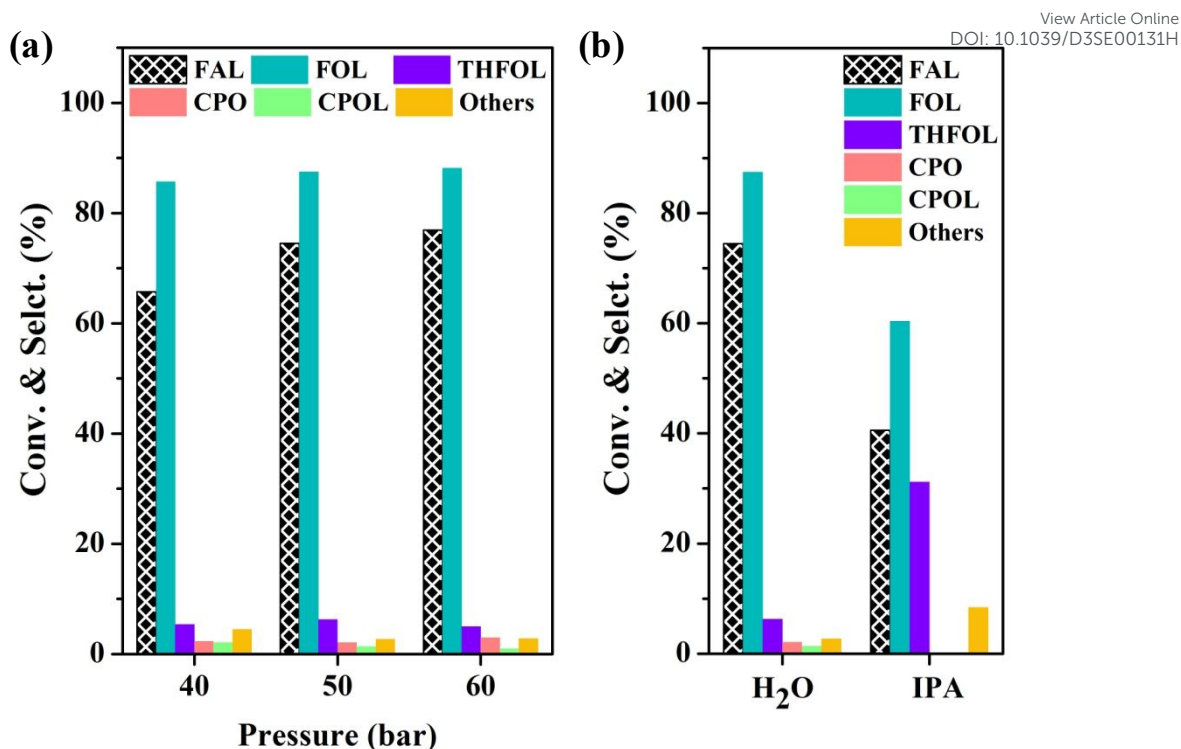 View Article Online
DOI: 10.1039/D3SE00131H
(a)
FAL FOL THFOL
CPO CPOL Others
100
80
60
40
20
0
Conv. & Selct. (%)
40 50 60
Pressure (bar)
(b)
FAL
FOL
THFOL
CPO
CPOL
Others
100
80
60
40
20
0
Conv. & Selct. (%)
H₂O IPA